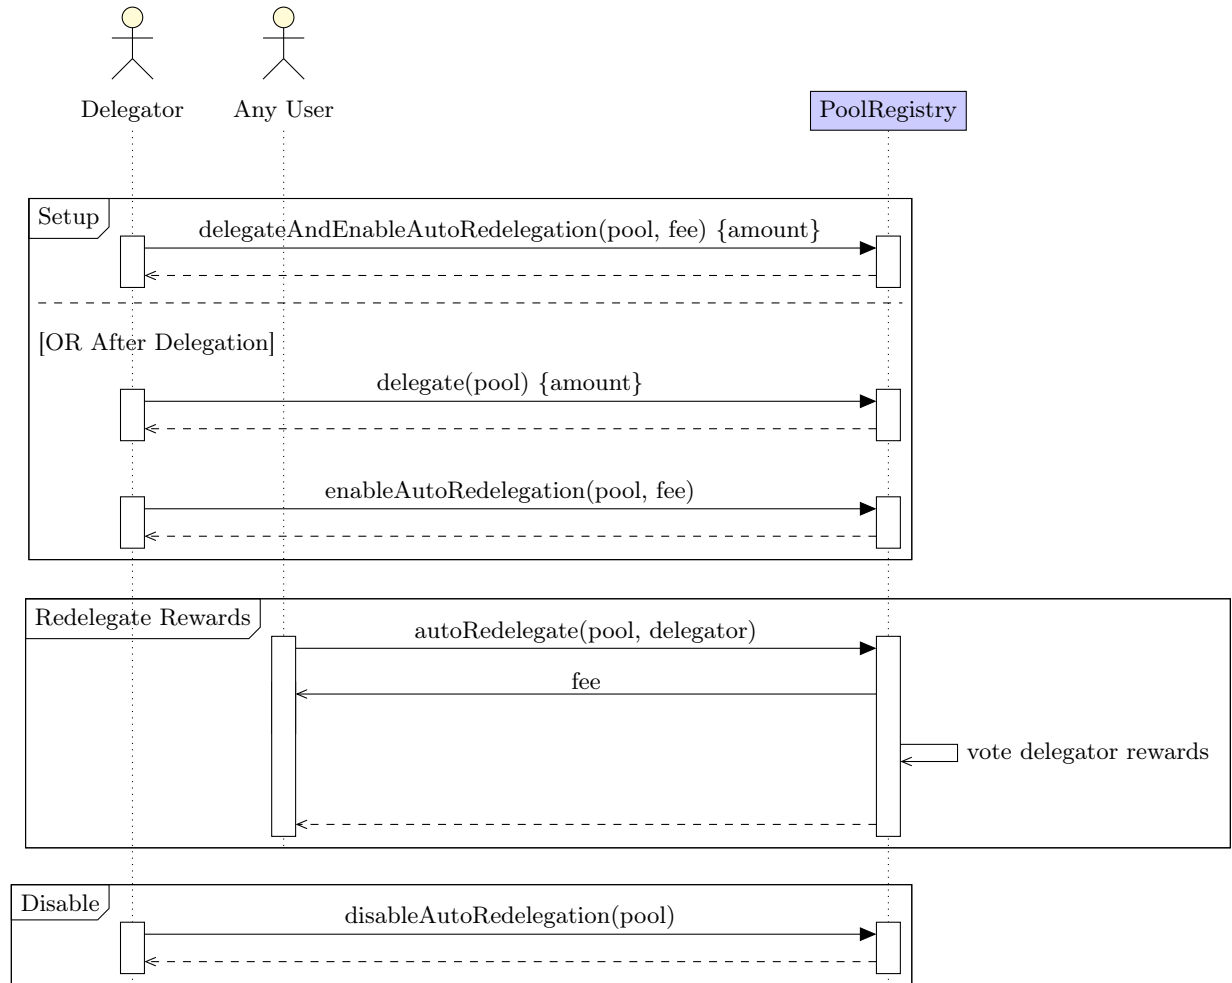 Delegator
Any User
PoolRegistry
Setup
delegateAndEnableAutoRedelegation(pool, fee) {amount}
[OR After Delegation]
delegate(pool) {amount}
enableAutoRedelegation(pool, fee)
Redelegate Rewards
autoRedelegate(pool, delegator)
fee
vote delegator rewards
Disable
disableAutoRedelegation(pool)